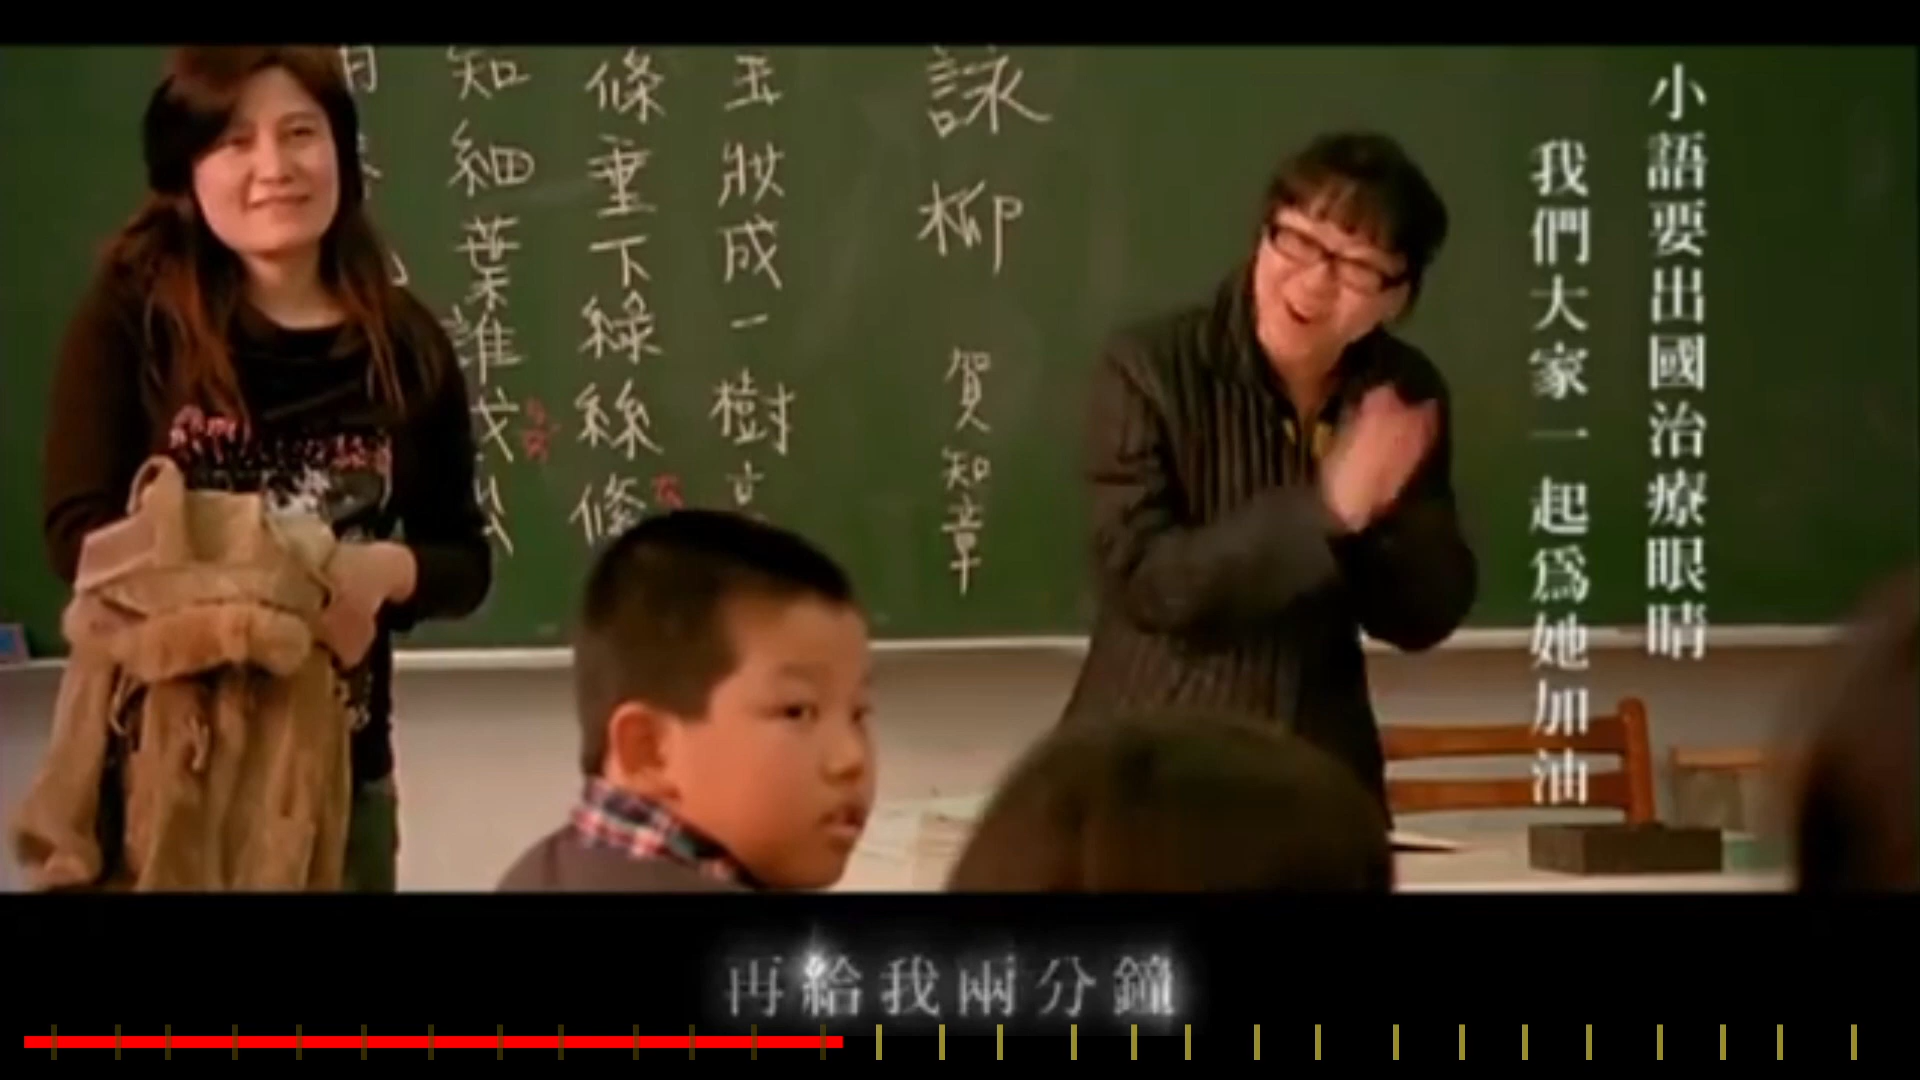 小語要出國治療眼睛
我們大家一起為她加油
詠柳
賀知章
玉妝成一樹
條垂下綠絲絛
知細葉誰裁
再給我兩分鐘